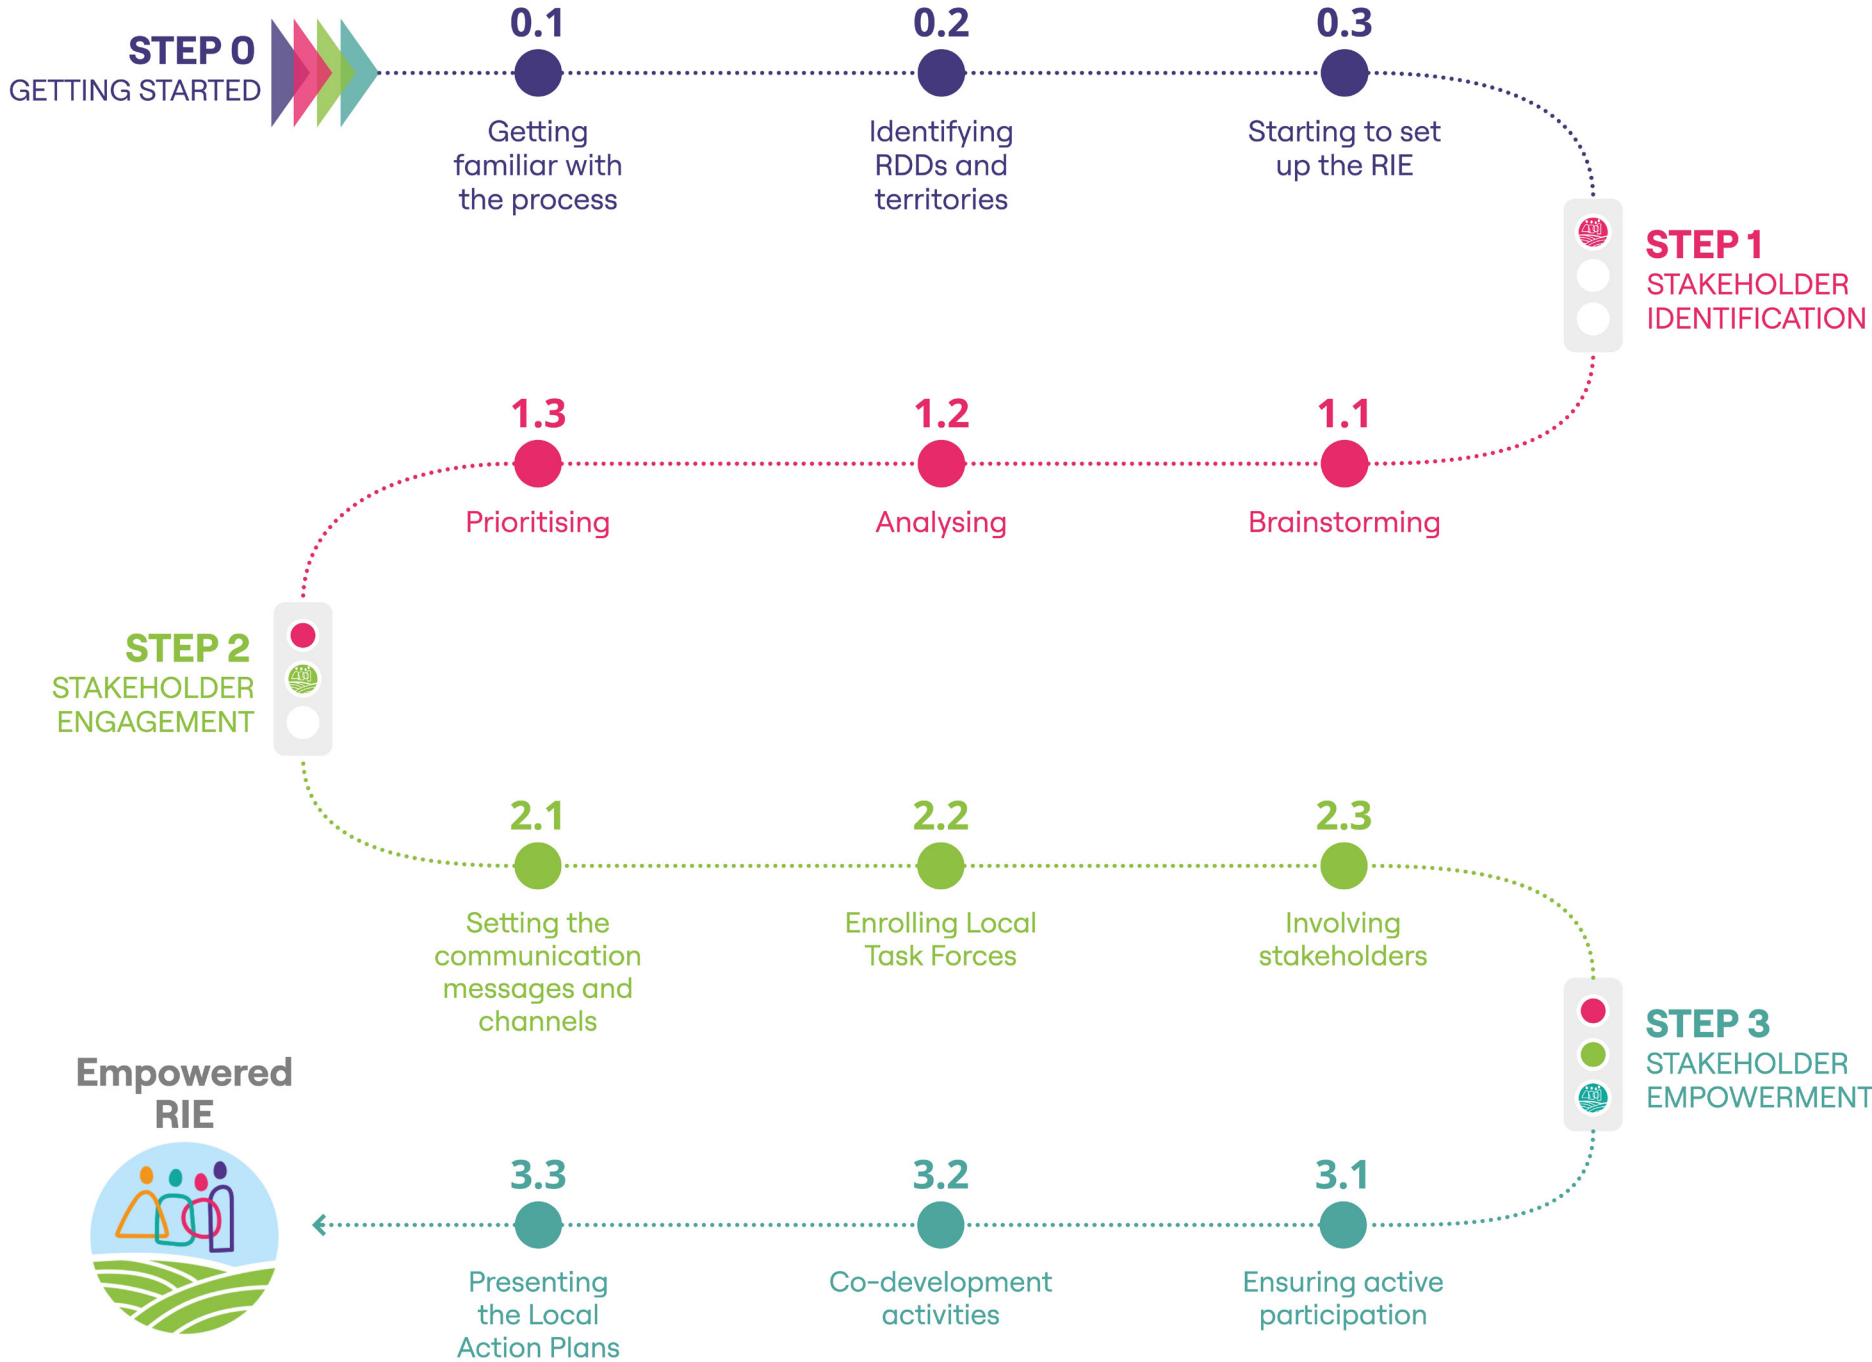 STEP 0
GETTING STARTED
0.1
Getting
familiar with
the process
0.2
Identifying
RDDs and
territories
0.3
Starting to set
up the RIE
STEP 1
STAKEHOLDER
IDENTIFICATION
1.1
Brainstorming
1.2
Analysing
1.3
Prioritising
STEP 2
STAKEHOLDER
ENGAGEMENT
2.1
Setting the
communication
messages and
channels
2.2
Enrolling Local
Task Forces
2.3
Involving
stakeholders
STEP 3
STAKEHOLDER
EMPOWERMENT
3.1
Ensuring active
participation
3.2
Co-development
activities
3.3
Presenting
the Local
Action Plans
Empowered
RIE